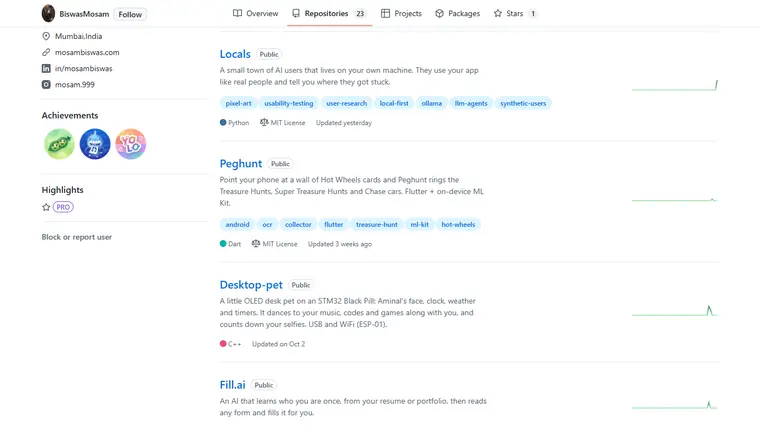 BiswasMosam Follow Overview Repositories 23 Projects Packages Stars 1
Mumbai,India
mosambiswas.com
in/mosambiswas
mosam.999
Achievements
YOLO
Highlights
PRO
Block or report user
Locals Public
A small town of AI users that lives on your own machine. They use your app
like real people and tell you where they got stuck.
pixel-art usability-testing user-research local-first ollama llm-agents synthetic-users
Python MIT License Updated yesterday
Peghunt Public
Point your phone at a wall of Hot Wheels cards and Peghunt rings the
Treasure Hunts, Super Treasure Hunts and Chase cars. Flutter + on-device ML
Kit.
android ocr collector flutter treasure-hunt ml-kit hot-wheels
Dart MIT License Updated 3 weeks ago
Desktop-pet Public
A little OLED desk pet on an STM32 Black Pill: Aminal's face, clock, weather
and timers. It dances to your music, codes and games along with you, and
counts down your selfies. USB and WiFi (ESP-01).
C++ Updated on Oct 2
Fill.ai Public
An AI that learns who you are once, from your resume or portfolio, then reads
any form and fills it for you.